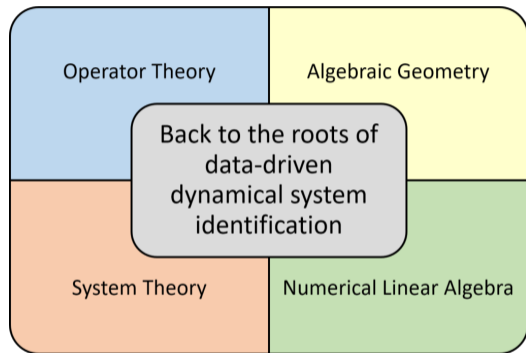 Operator Theory
Algebraic Geometry
Back to the roots of
data-driven
dynamical system
identification
System Theory
Numerical Linear Algebra